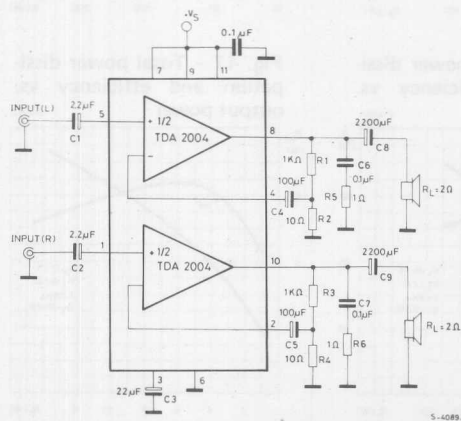 +Vs
0.1µF
7 9 11
INPUT(L)
2.2µF
C1
5
+ 1/2
TDA 2004
-
8
2200µF
C8
1KΩ
R1
C6
0.1µF
R5
1Ω
100µF
4
C4
10Ω
R2
RL=2Ω
INPUT(R)
2.2µF
C2
1
+ 1/2
TDA 2004
-
10
2200µF
C9
1KΩ
R3
C7
0.1µF
100µF
2
C5
10Ω
R4
1Ω
R6
RL=2Ω
3
22µF
C3
6
S-4089